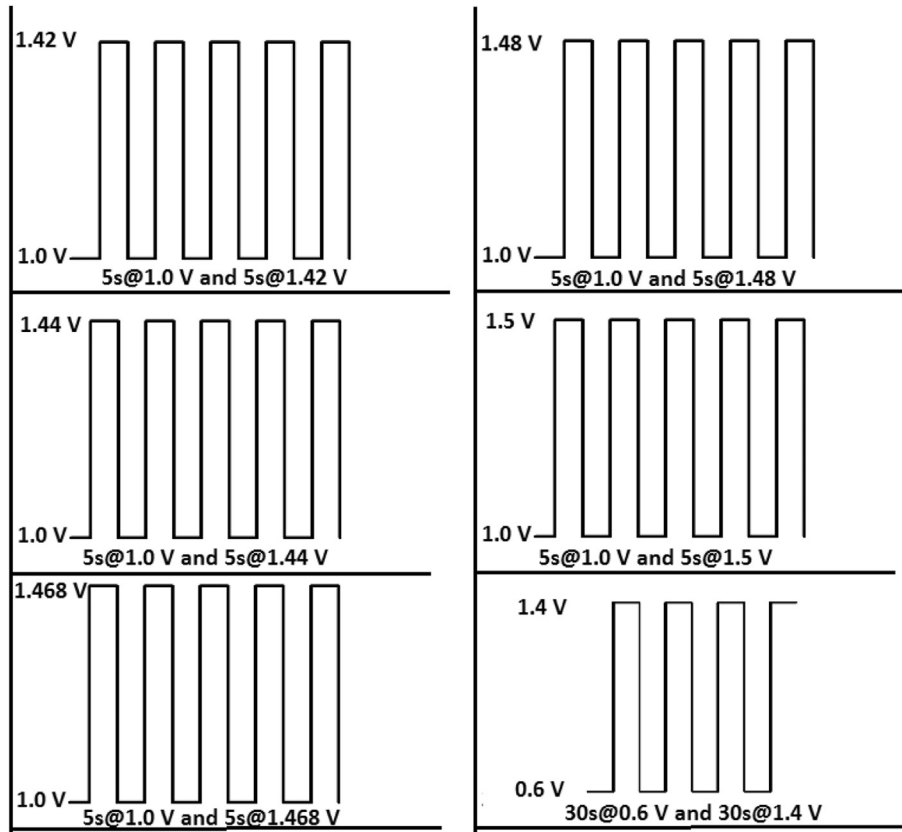 1.42 V
1.0 V
5s@1.0 V and 5s@1.42 V
1.48 V
1.0 V
5s@1.0 V and 5s@1.48 V
1.44 V
1.0 V
5s@1.0 V and 5s@1.44 V
1.5 V
1.0 V
5s@1.0 V and 5s@1.5 V
1.468 V
1.0 V
5s@1.0 V and 5s@1.468 V
1.4 V
0.6 V
30s@0.6 V and 30s@1.4 V